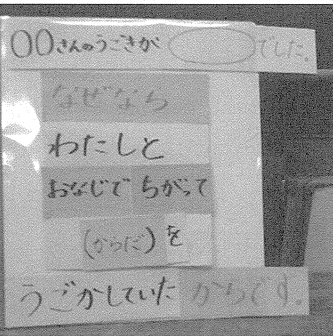 ○○さんのうごきが でした。
なぜなら
わたしと
おなじで ちがって
(からだ)を
うごかしていた からです。